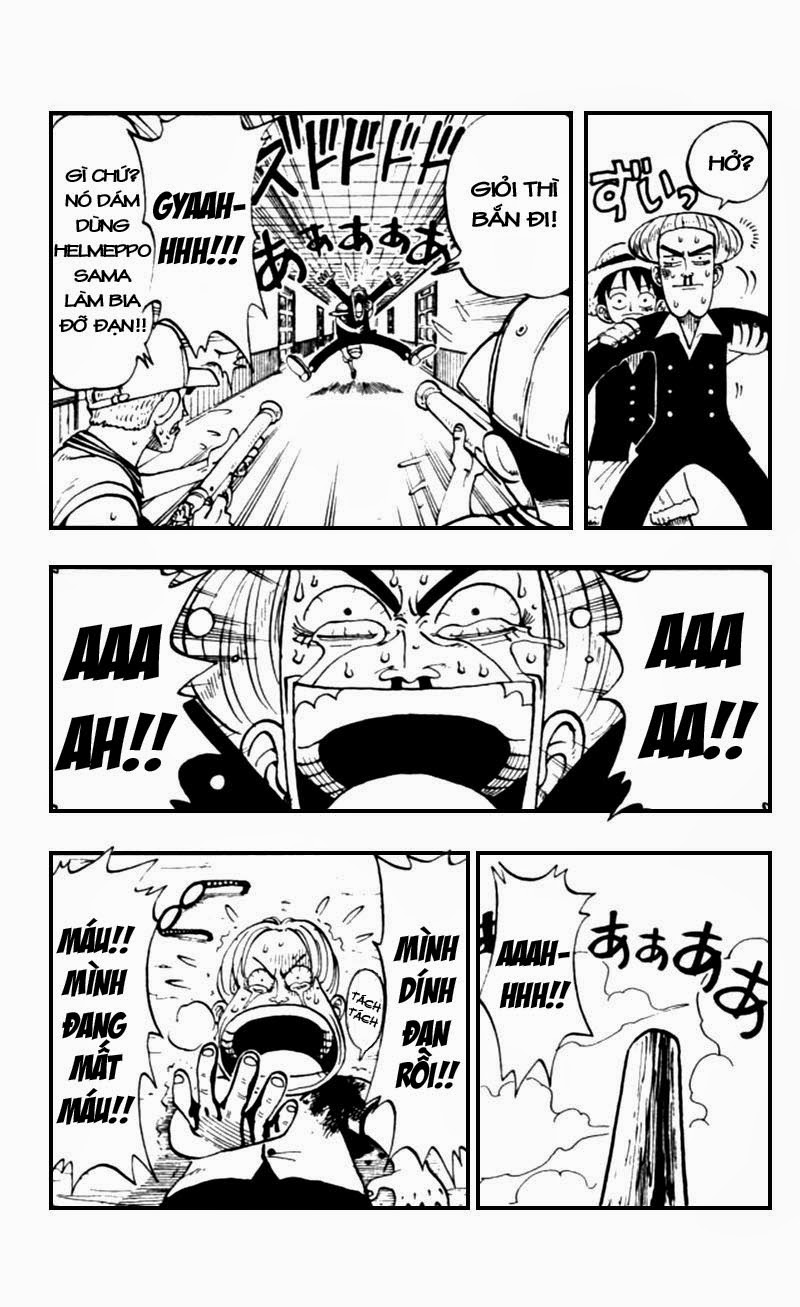 HỞ?
ずいっ
GIỎI THÌ
BẮN ĐI!
ズドドドド
ああああぁ
GYAAH-
HHH!!!
GÌ CHỨ?
NÓ DÁM
DÙNG
HELMEPPO
SAMA
LÀM BIA
ĐỠ ĐẠN!!
AAA
AA!!
AAA
AH!!
AAAH-
HHH!!
ああああ
MÌNH
DÍNH
ĐẠN
RỒI!!
TÁCH
TÁCH
MÁU!!
MÌNH
ĐANG
MẤT
MÁU!!